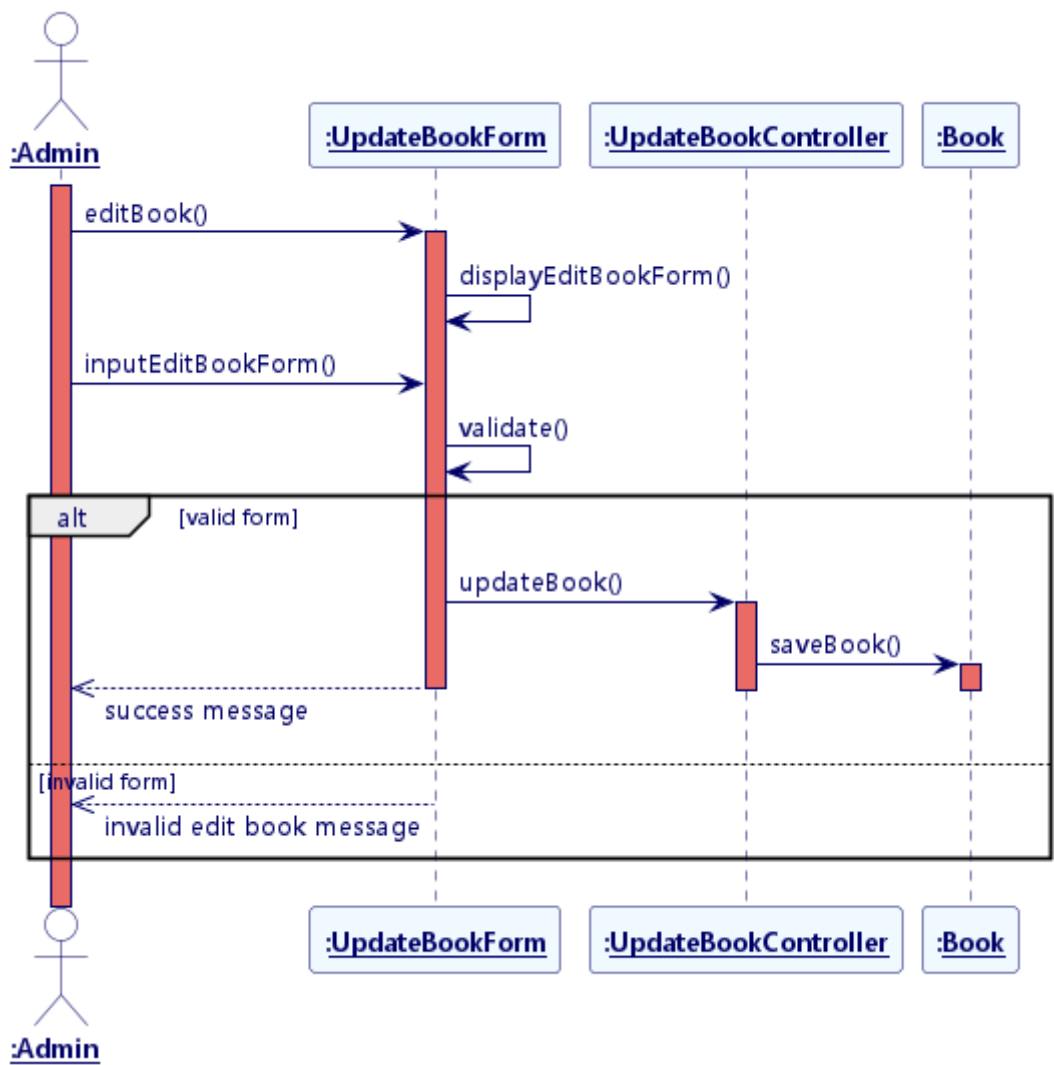 :Admin
:UpdateBookForm
:UpdateBookController
:Book
editBook()
displayEditBookForm()
inputEditBookForm()
validate()
alt
[valid form]
updateBook()
saveBook()
success message
[invalid form]
invalid edit book message
:UpdateBookForm
:UpdateBookController
:Book
:Admin